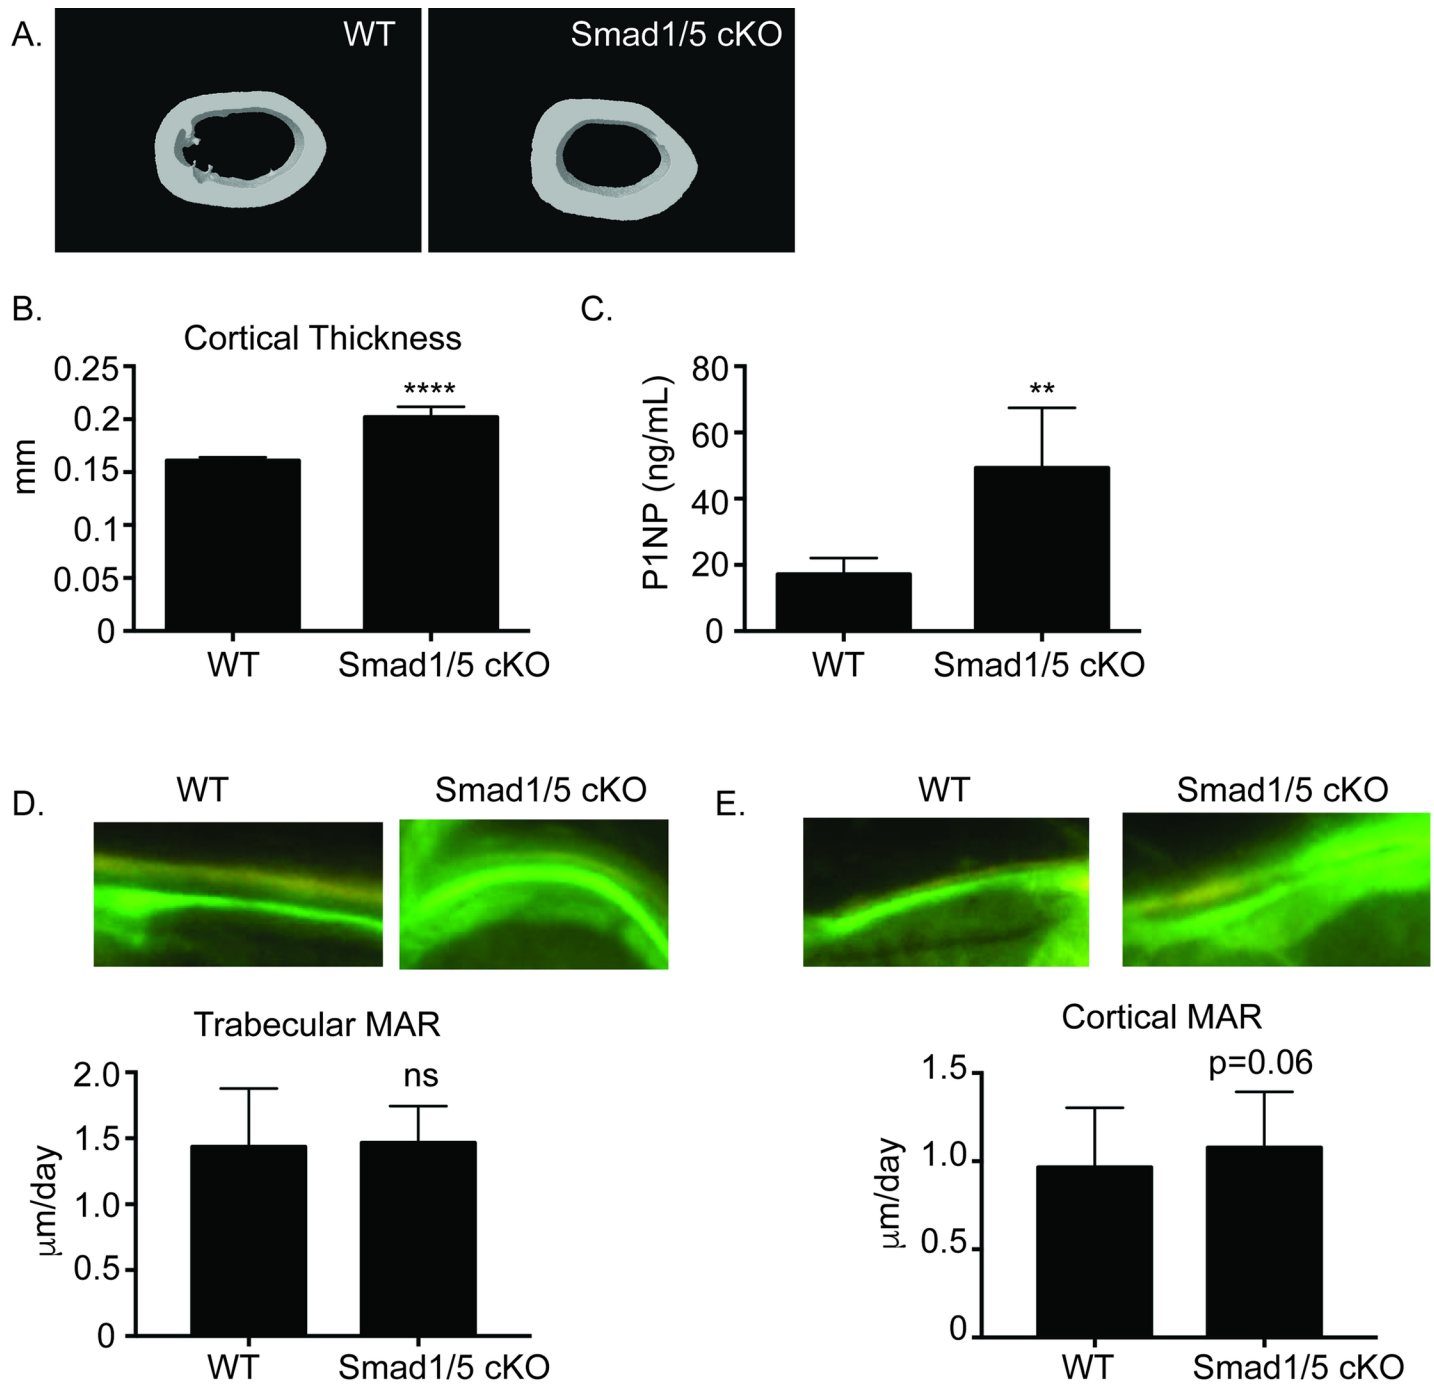 A.
WT
Smad1/5 cKO
B.
Cortical Thickness
0.25
0.2
0.15
0.1
0.05
0
mm
****
WT
Smad1/5 cKO
C.
80
60
40
20
0
P1NP (ng/mL)
**
WT
Smad1/5 cKO
D.
WT
Smad1/5 cKO
Trabecular MAR
2.0
1.5
1.0
0.5
0
μm/day
ns
WT
Smad1/5 cKO
E.
WT
Smad1/5 cKO
Cortical MAR
1.5
1.0
0.5
0
μm/day
p=0.06
WT
Smad1/5 cKO